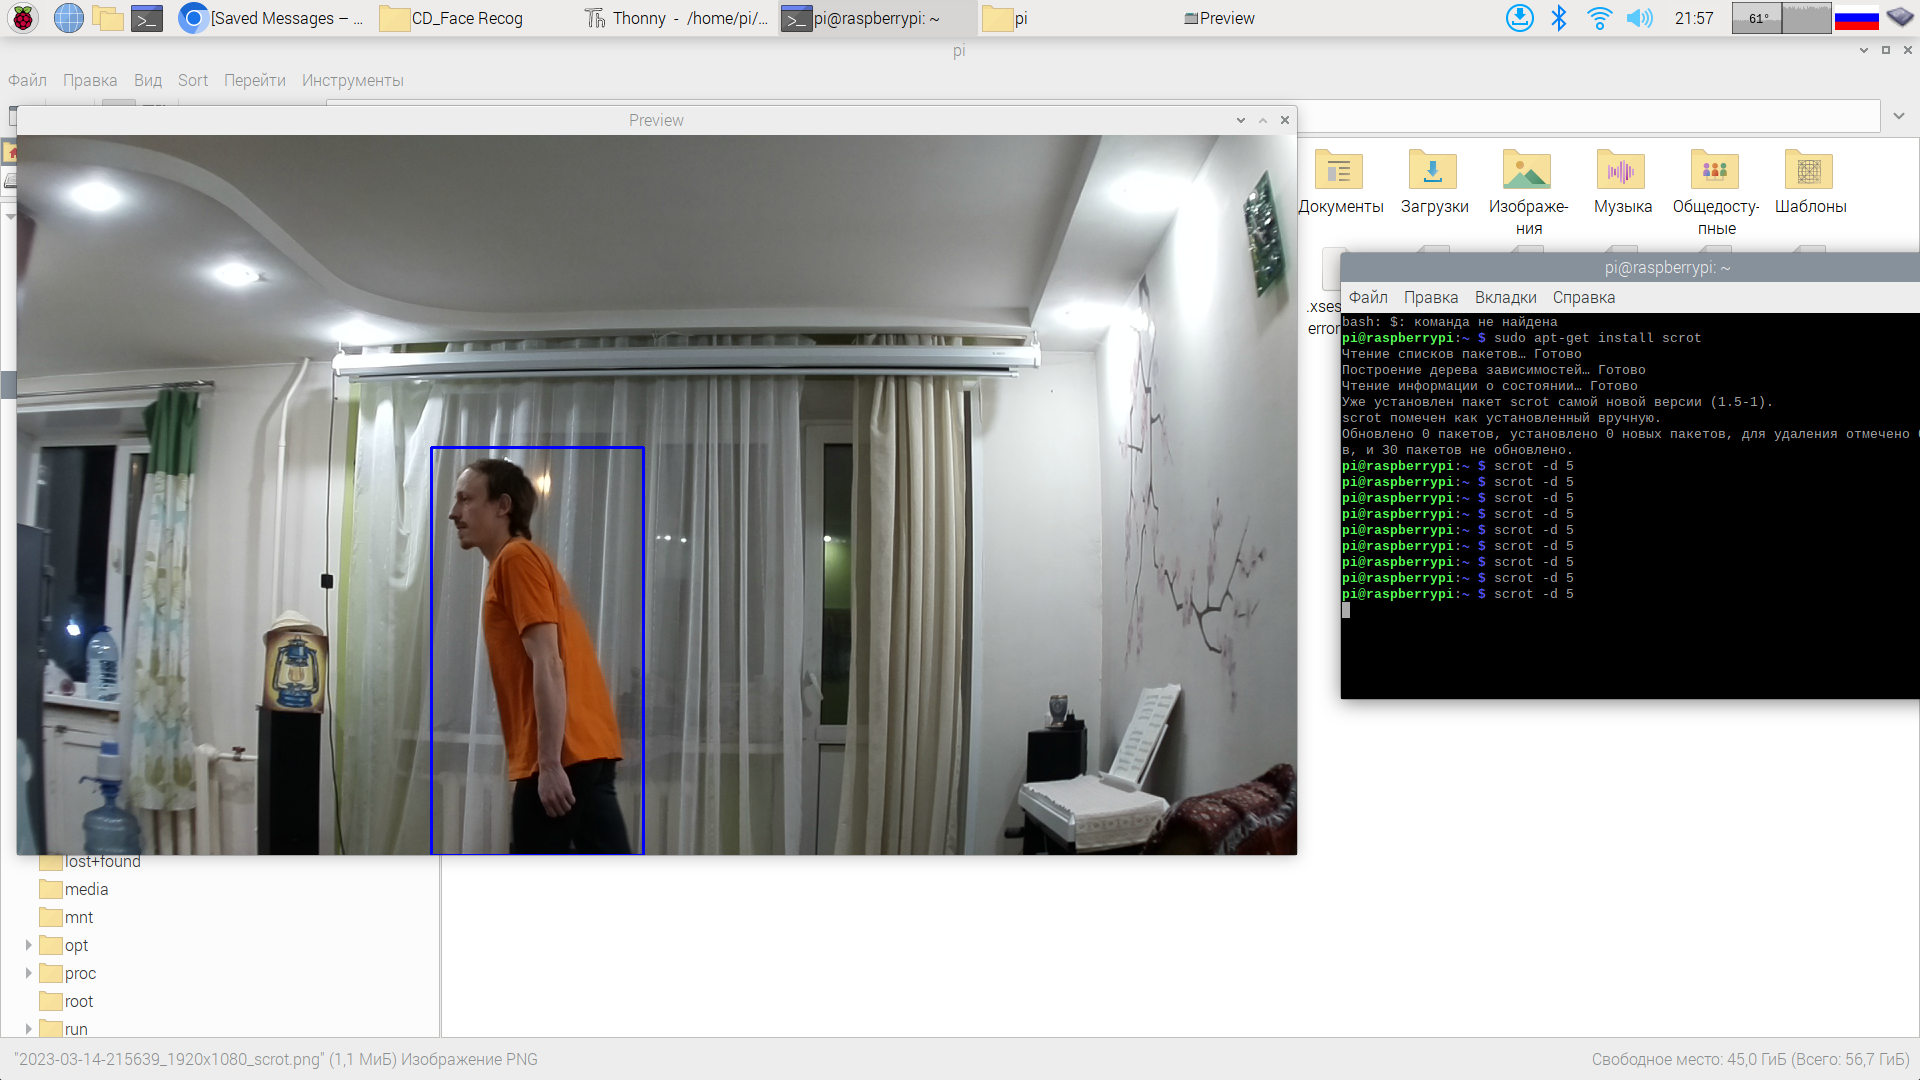 [Saved Messages – ...
CD_Face Recog
Thonny - /home/pi/...
pi@raspberrypi: ~
pi
Preview
21:57
61°
pi
Файл Правка Вид Sort Перейти Инструменты
Preview
Документы
Загрузки
Изображе-
ния
Музыка
Общедосту-
пные
Шаблоны
.xses
error
pi@raspberrypi: ~
Файл Правка Вкладки Справка
bash: $: команда не найдена
pi@raspberrypi:~ $ sudo apt-get install scrot
Чтение списков пакетов… Готово
Построение дерева зависимостей… Готово
Чтение информации о состоянии… Готово
Уже установлен пакет scrot самой новой версии (1.5-1).
scrot помечен как установленный вручную.
Обновлено 0 пакетов, установлено 0 новых пакетов, для удаления отмечено
в, и 30 пакетов не обновлено.
pi@raspberrypi:~ $ scrot -d 5
pi@raspberrypi:~ $ scrot -d 5
pi@raspberrypi:~ $ scrot -d 5
pi@raspberrypi:~ $ scrot -d 5
pi@raspberrypi:~ $ scrot -d 5
pi@raspberrypi:~ $ scrot -d 5
pi@raspberrypi:~ $ scrot -d 5
pi@raspberrypi:~ $ scrot -d 5
pi@raspberrypi:~ $ scrot -d 5
lost+found
media
mnt
opt
proc
root
run
"2023-03-14-215639_1920x1080_scrot.png" (1,1 МиБ) Изображение PNG
Свободное место: 45,0 ГиБ (Всего: 56,7 ГиБ)